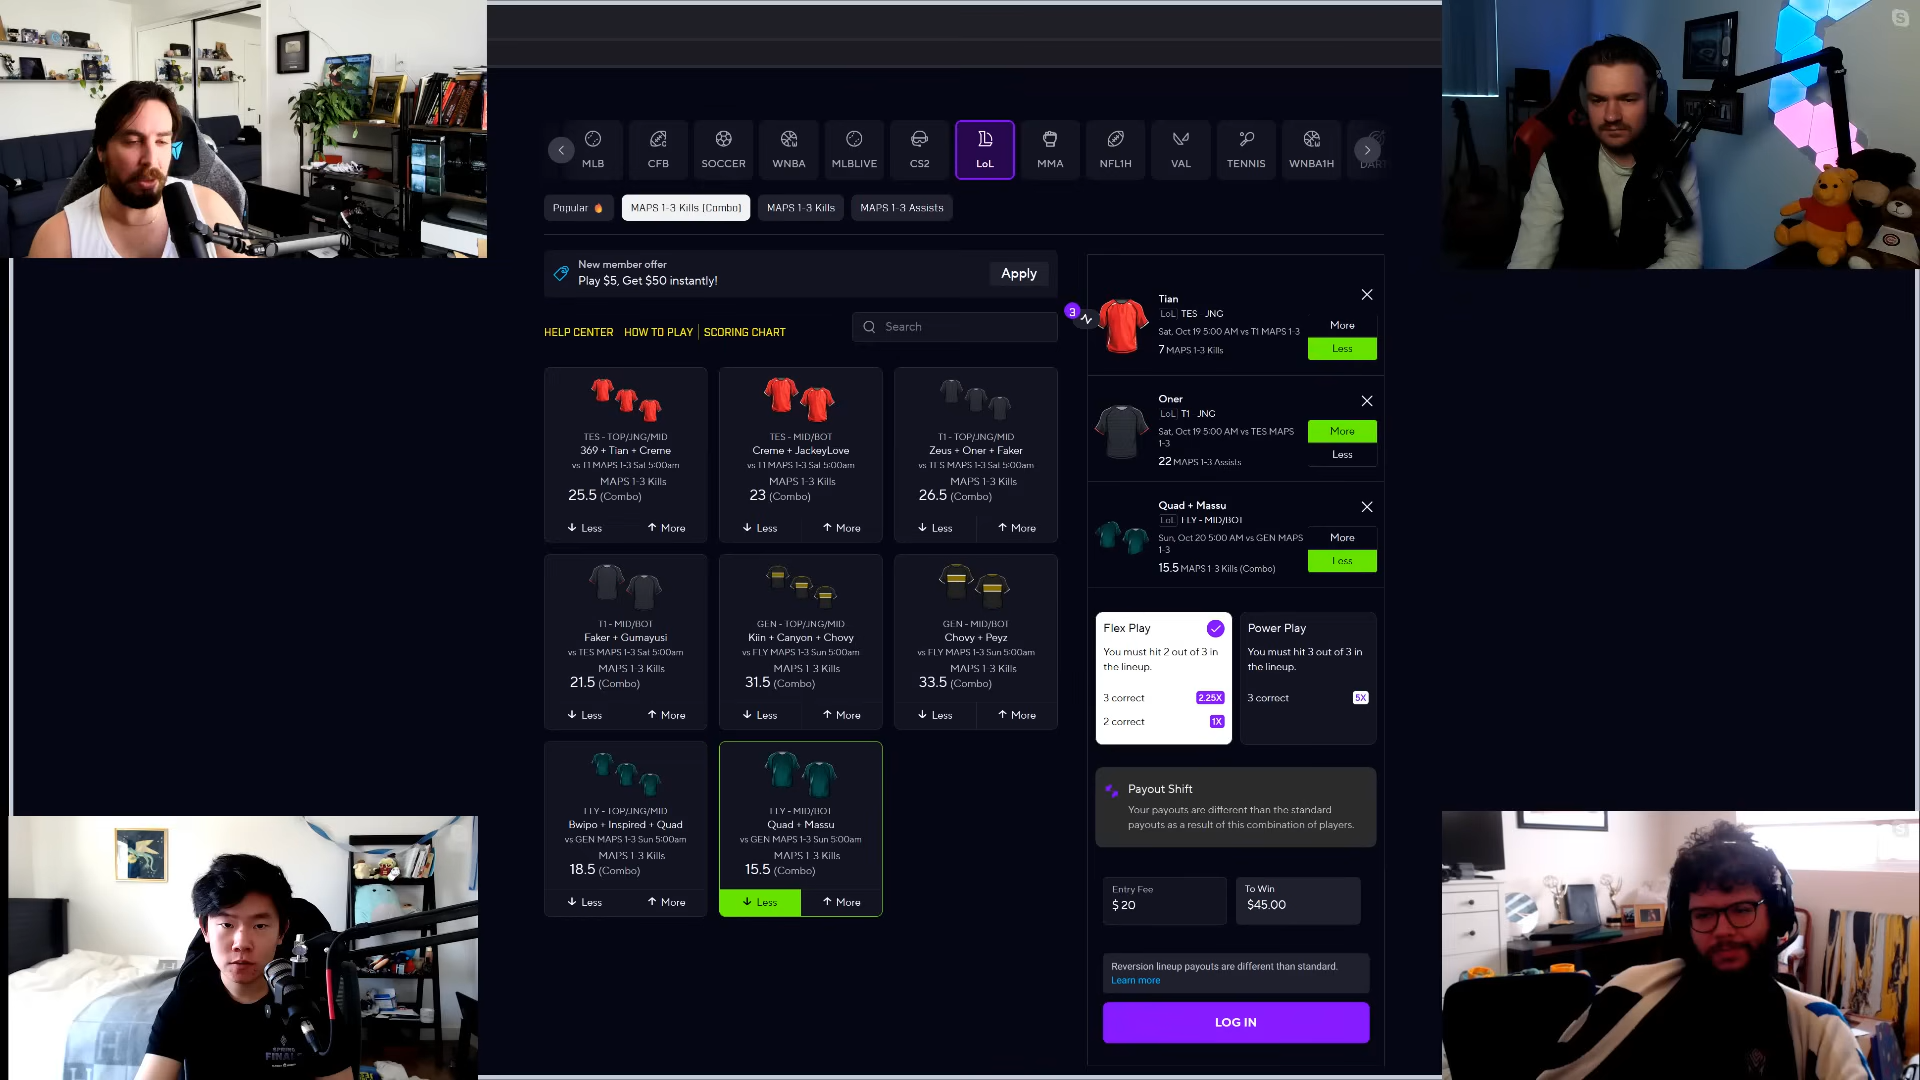 MLB
CFB
SOCCER
WNBA
MLBLIVE
CS2
LoL
MMA
NFL1H
VAL
TENNIS
WNBA1H
DART
Popular
MAPS 1-3 Kills (Combo)
MAPS 1-3 Kills
MAPS 1-3 Assists
New member offer
Play $5, Get $50 instantly!
Apply
HELP CENTER
HOW TO PLAY
SCORING CHART
Search
TES - TOP/JNG/MID
369 + Tian + Creme
vs T1 MAPS 1-3 Sat 5:00am
MAPS 1-3 Kills
25.5 (Combo)
Less
More
TES - MID/BOT
Creme + JackeyLove
vs T1 MAPS 1-3 Sat 5:00am
MAPS 1-3 Kills
23 (Combo)
Less
More
T1 - TOP/JNG/MID
Zeus + Oner + Faker
vs TES MAPS 1-3 Sat 5:00am
MAPS 1-3 Kills
26.5 (Combo)
Less
More
T1 - MID/BOT
Faker + Gumayusi
vs TES MAPS 1-3 Sat 5:00am
MAPS 1-3 Kills
21.5 (Combo)
Less
More
GEN - TOP/JNG/MID
Kiin + Canyon + Chovy
vs FLY MAPS 1-3 Sun 5:00am
MAPS 1-3 Kills
31.5 (Combo)
Less
More
GEN - MID/BOT
Chovy + Peyz
vs FLY MAPS 1-3 Sun 5:00am
MAPS 1-3 Kills
33.5 (Combo)
Less
More
FLY - TOP/JNG/MID
Bwipo + Inspired + Quad
vs GEN MAPS 1-3 Sun 5:00am
MAPS 1-3 Kills
18.5 (Combo)
Less
More
FLY - MID/BOT
Quad + Massu
vs GEN MAPS 1-3 Sun 5:00am
MAPS 1-3 Kills
15.5 (Combo)
Less
More
3
Tian
LoL TES - JNG
Sat, Oct 19 5:00 AM vs T1 MAPS 1-3
7 MAPS 1-3 Kills
More
Less
Oner
LoL T1 - JNG
Sat, Oct 19 5:00 AM vs TES MAPS
1-3
22 MAPS 1-3 Assists
More
Less
Quad + Massu
LoL FLY - MID/BOT
Sun, Oct 20 5:00 AM vs GEN MAPS
1-3
15.5 MAPS 1-3 Kills (Combo)
More
Less
Flex Play
You must hit 2 out of 3 in
the lineup.
3 correct 2.25X
2 correct 1X
Power Play
You must hit 3 out of 3 in
the lineup.
3 correct 5X
Payout Shift
Your payouts are different than the standard
payouts as a result of this combination of players.
Entry Fee
$ 20
To Win
$45.00
Reversion lineup payouts are different than standard.
Learn more
LOG IN